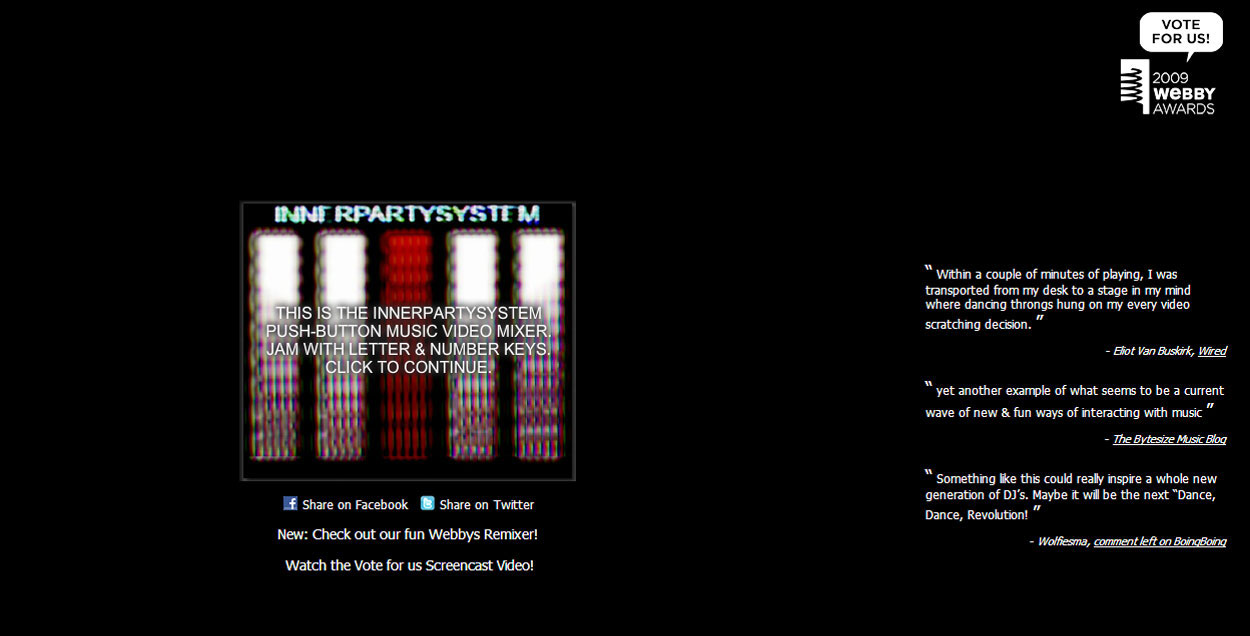 VOTE
FOR US!
2009
WEBBY
AWARDS
INNERPARTYSYSTEM
THIS IS THE INNERPARTYSYSTEM
PUSH-BUTTON MUSIC VIDEO MIXER.
JAM WITH LETTER & NUMBER KEYS.
CLICK TO CONTINUE.
Share on Facebook Share on Twitter
New: Check out our fun Webbys Remixer!
Watch the Vote for us Screencast Video!
“ Within a couple of minutes of playing, I was
transported from my desk to a stage in my mind
where dancing throngs hung on my every video
scratching decision. ”
- Eliot Van Buskirk, Wired
“ yet another example of what seems to be a current
wave of new & fun ways of interacting with music ”
- The Bytesize Music Blog
“ Something like this could really inspire a whole new
generation of DJ's. Maybe it will be the next “Dance,
Dance, Revolution! ”
- Wolfiesma, comment left on BoingBoing